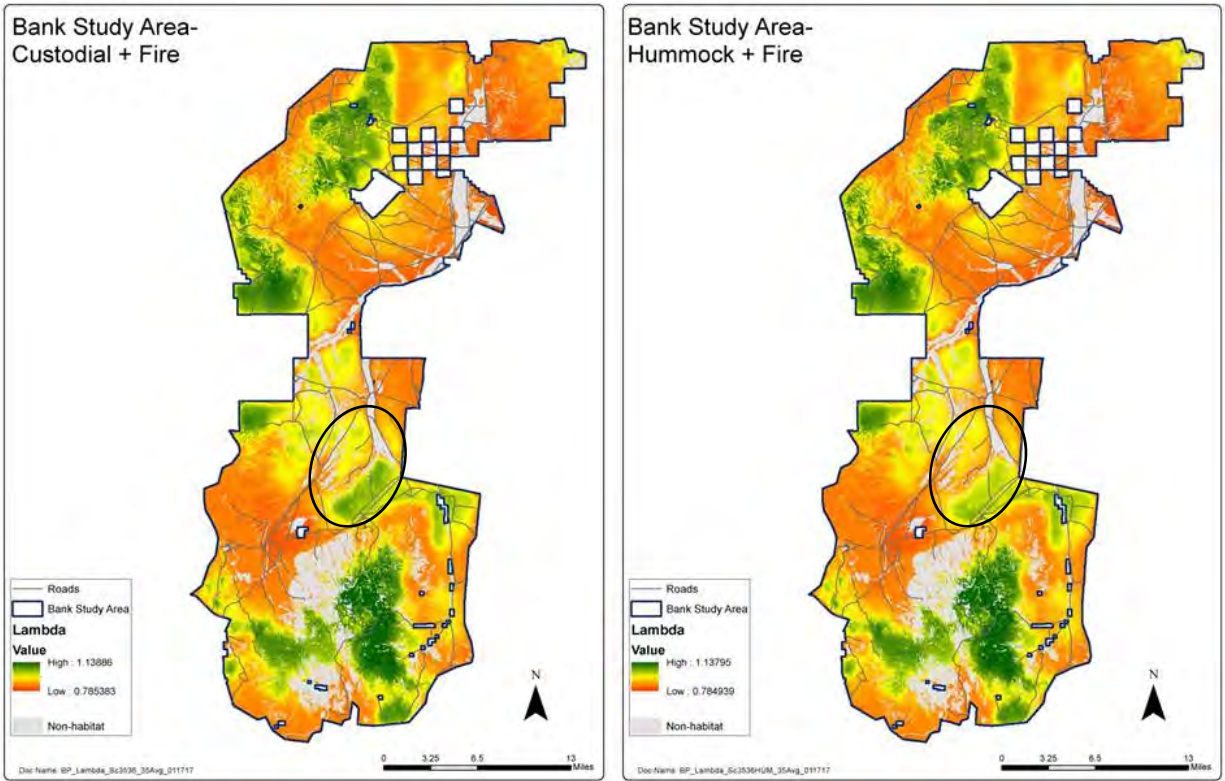 Bank Study Area-
Custodial + Fire
Roads
Bank Study Area
Lambda
Value
High : 1.13886
Low : 0.785383
Non-habitat
N
0 3.25 6.5 13
Miles
Doc Name: BP_Lambda_Sc3536_35Avg_011717
Bank Study Area-
Hummock + Fire
Roads
Bank Study Area
Lambda
Value
High : 1.13795
Low : 0.784939
Non-habitat
N
0 3.25 6.5 13
Miles
Doc Name: BP_Lambda_Sc3536HUM_35Avg_011717